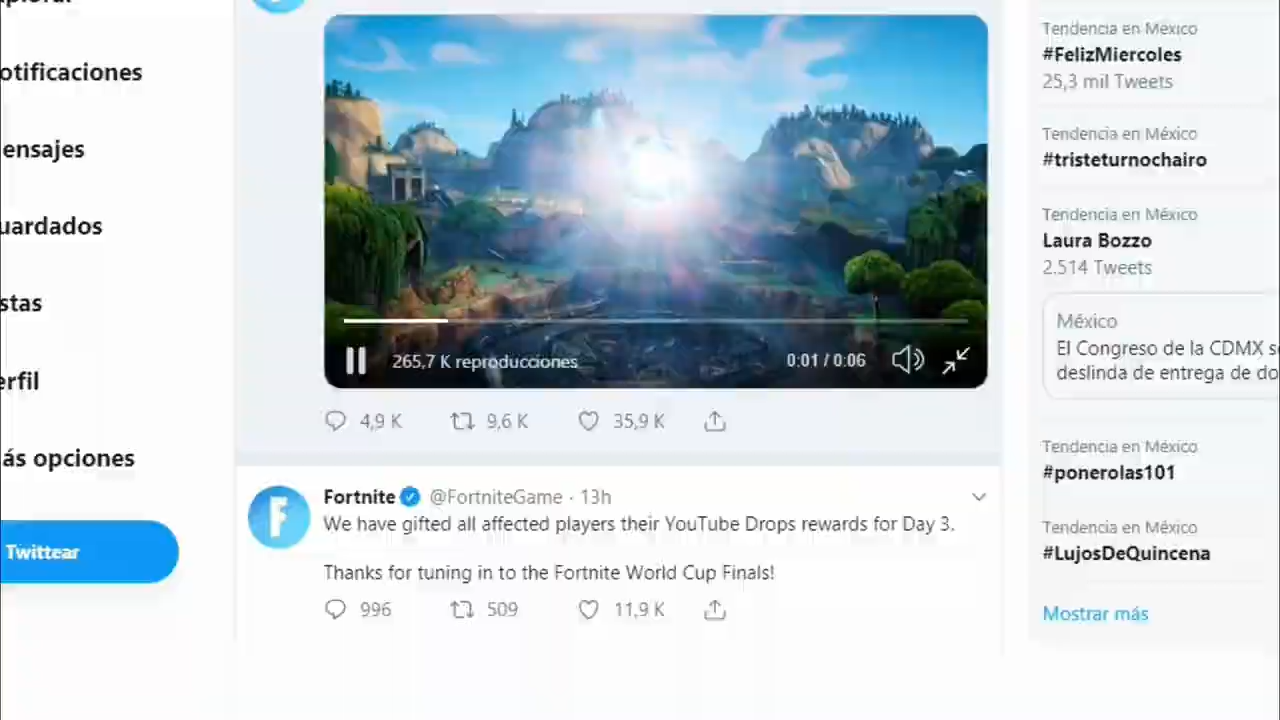 otificaciones
ensajes
uardados
stas
erfil
ás opciones
Twittear
265,7 K reproducciones
0:01 / 0:06
4,9 K
9,6 K
35,9 K
Fortnite @FortniteGame · 13h
We have gifted all affected players their YouTube Drops rewards for Day 3.
Thanks for tuning in to the Fortnite World Cup Finals!
996
509
11,9 K
Tendencia en México
#FelizMiercoles
25,3 mil Tweets
Tendencia en México
#tristeturnochairo
Tendencia en México
Laura Bozzo
2.514 Tweets
México
El Congreso de la CDMX s
deslinda de entrega de do
Tendencia en México
#ponerolas101
Tendencia en México
#LujosDeQuincena
Mostrar más